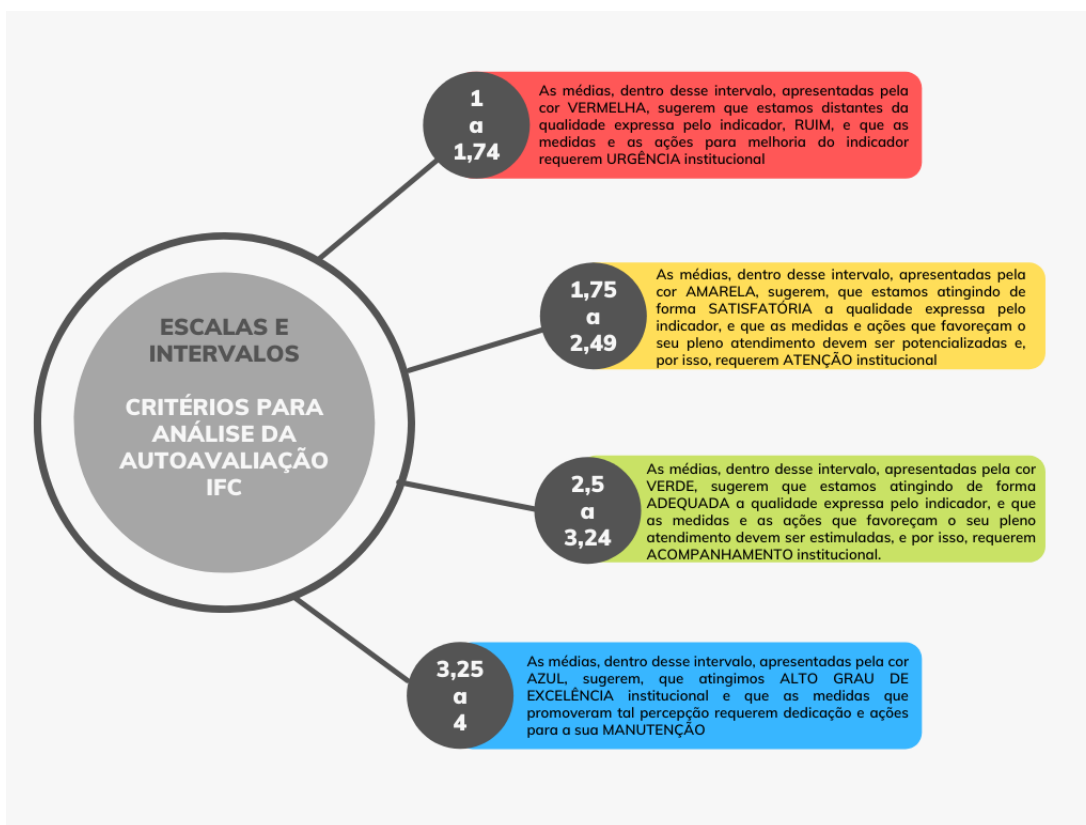 ESCALAS E
INTERVALOS
CRITÉRIOS PARA
ANÁLISE DA
AUTOAVALIAÇÃO
IFC
1
a
1,74
As médias, dentro desse intervalo, apresentadas pela
cor VERMELHA, sugerem que estamos distantes da
qualidade expressa pelo indicador, RUIM, e que as
medidas e as ações para melhoria do indicador
requerem URGÊNCIA institucional
1,75
a
2,49
As médias, dentro desse intervalo, apresentadas pela
cor AMARELA, sugerem, que estamos atingindo de
forma SATISFATÓRIA a qualidade expressa pelo
indicador, e que as medidas e ações que favoreçam o
seu pleno atendimento devem ser potencializadas e,
por isso, requerem ATENÇÃO institucional
2,5
a
3,24
As médias, dentro desse intervalo, apresentadas pela cor
VERDE, sugerem que estamos atingindo de forma
ADEQUADA a qualidade expressa pelo indicador, e que
as medidas e as ações que favoreçam o seu pleno
atendimento devem ser estimuladas, e por isso, requerem
ACOMPANHAMENTO institucional.
3,25
a
4
As médias, dentro desse intervalo, apresentadas pela cor
AZUL, sugerem, que atingimos ALTO GRAU DE
EXCELÊNCIA institucional e que as medidas que
promoveram tal percepção requerem dedicação e ações
para a sua MANUTENÇÃO